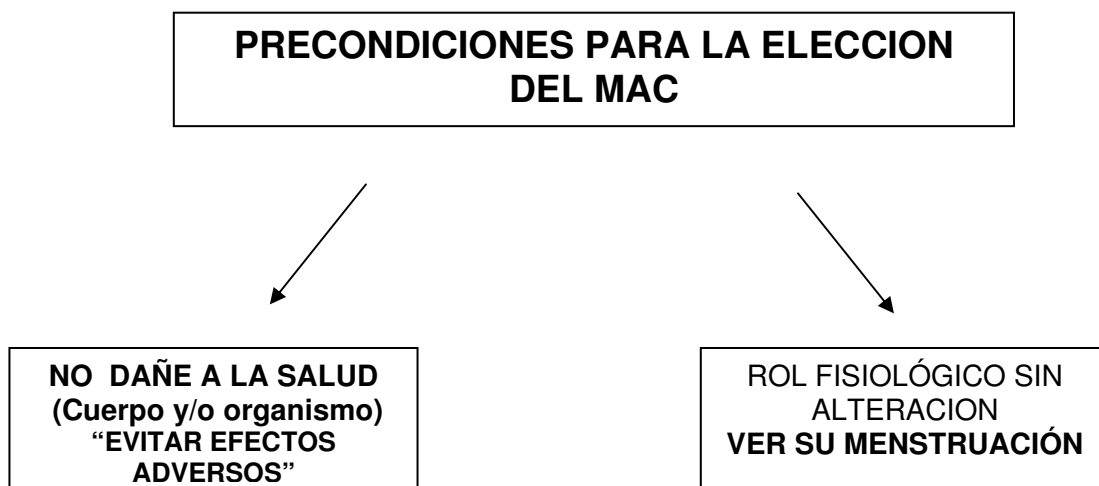 PRECONDICIONES PARA LA ELECCION
DEL MAC
NO DAÑE A LA SALUD
(Cuerpo y/o organismo)
“EVITAR EFECTOS
ADVERSOS”
ROL FISIOLÓGICO SIN
ALTERACION
VER SU MENSTRUACIÓN